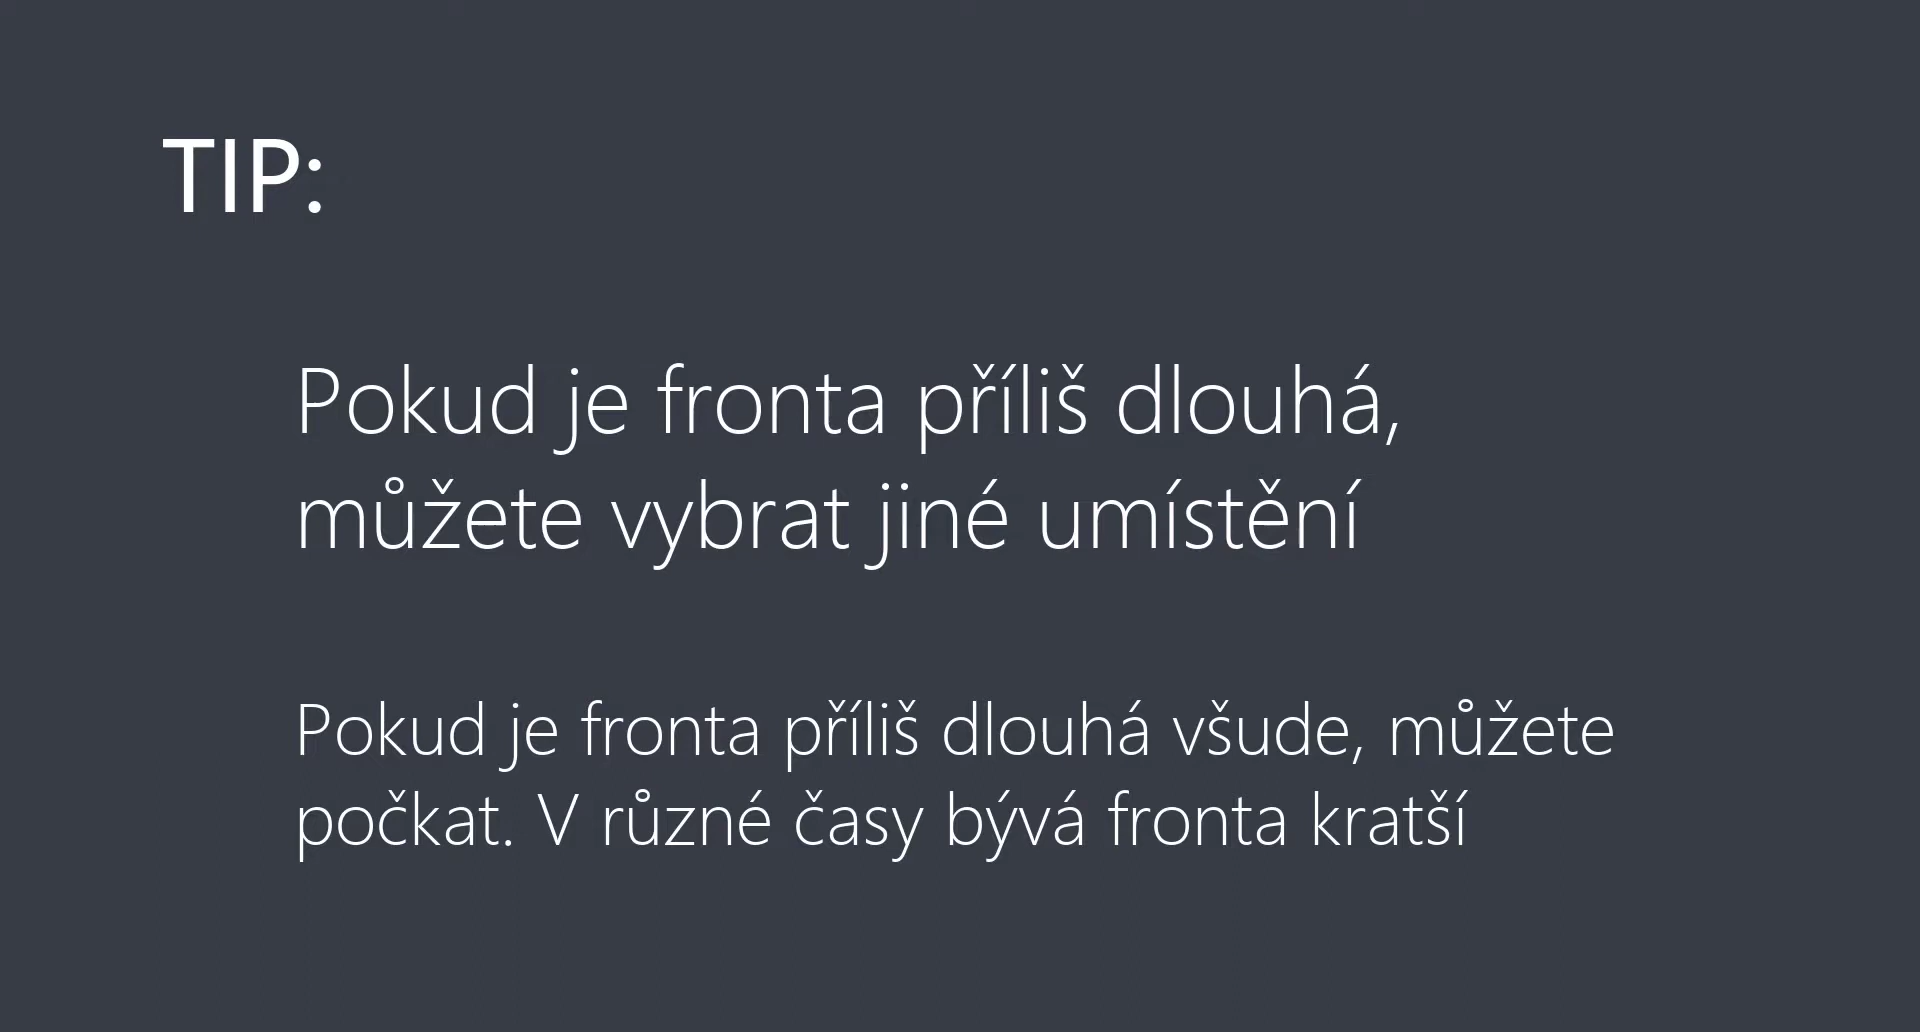 TIP:
Pokud je fronta příliš dlouhá,
můžete vybrat jiné umístění
Pokud je fronta příliš dlouhá všude, můžete
počkat. V různé časy bývá fronta kratší